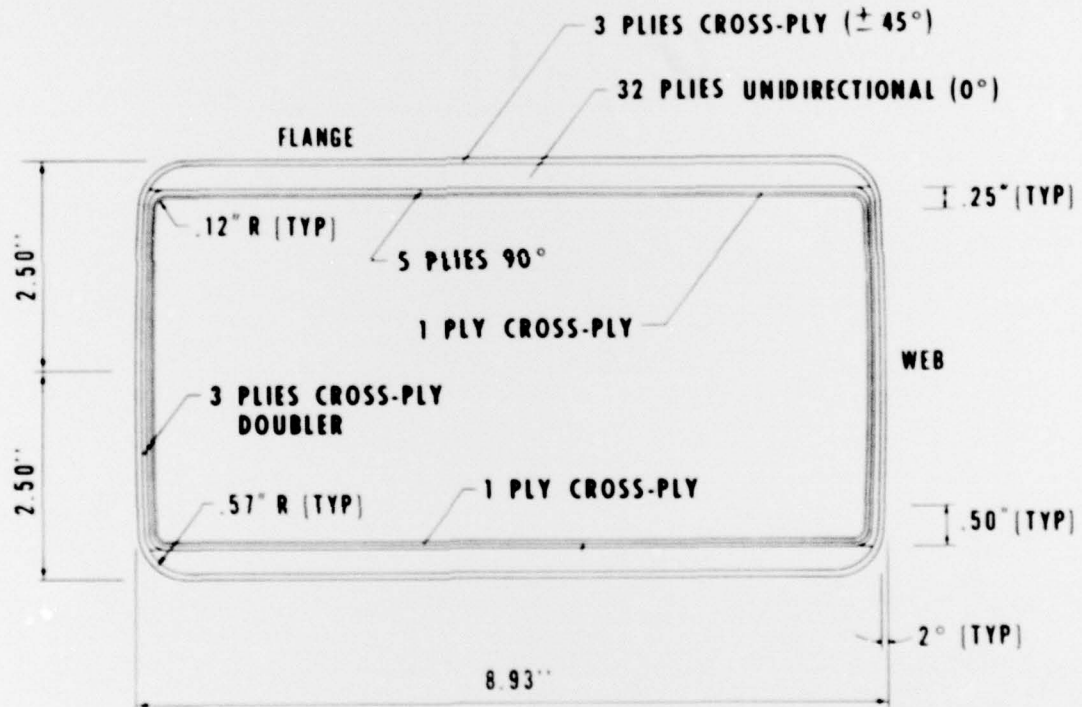 3 PLIES CROSS-PLY (± 45°)
32 PLIES UNIDIRECTIONAL (0°)
FLANGE
.25" (TYP)
.12" R (TYP)
2.50''
5 PLIES 90°
1 PLY CROSS-PLY
WEB
3 PLIES CROSS-PLY
DOUBLER
2.50''
1 PLY CROSS-PLY
.57" R (TYP)
.50" (TYP)
2° (TYP)
8.93''